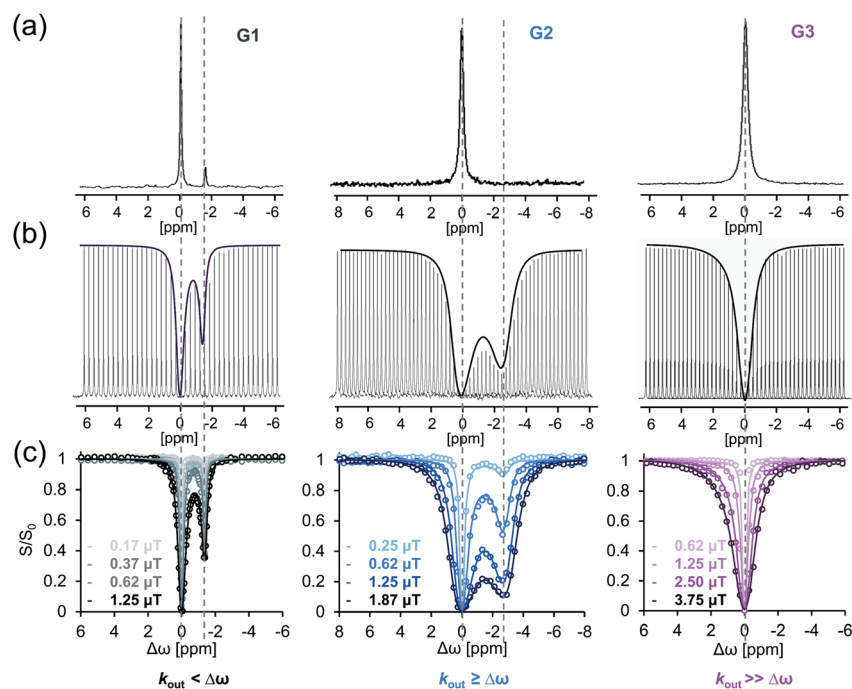 (a)
G1
G2
G3
6 4 2 0 -2 -4 -6
8 6 4 2 0 -2 -4 -6 -8
6 4 2 0 -2 -4 -6
[ppm]
[ppm]
[ppm]
(b)
6 4 2 0 -2 -4 -6
8 6 4 2 0 -2 -4 -6 -8
6 4 2 0 -2 -4 -6
[ppm]
[ppm]
[ppm]
(c)
S/S0
1
0.8
0.6
0.4
0.2
0
- 0.17 µT
- 0.37 µT
- 0.62 µT
- 1.25 µT
6 4 2 0 -2 -4 -6
Δω [ppm]
kout < Δω
1
0.8
0.6
0.4
0.2
0
- 0.25 µT
- 0.62 µT
- 1.25 µT
- 1.87 µT
8 6 4 2 0 -2 -4 -6 -8
Δω [ppm]
kout ≥ Δω
1
0.8
0.6
0.4
0.2
0
- 0.62 µT
- 1.25 µT
- 2.50 µT
- 3.75 µT
6 4 2 0 -2 -4 -6
Δω [ppm]
kout >> Δω